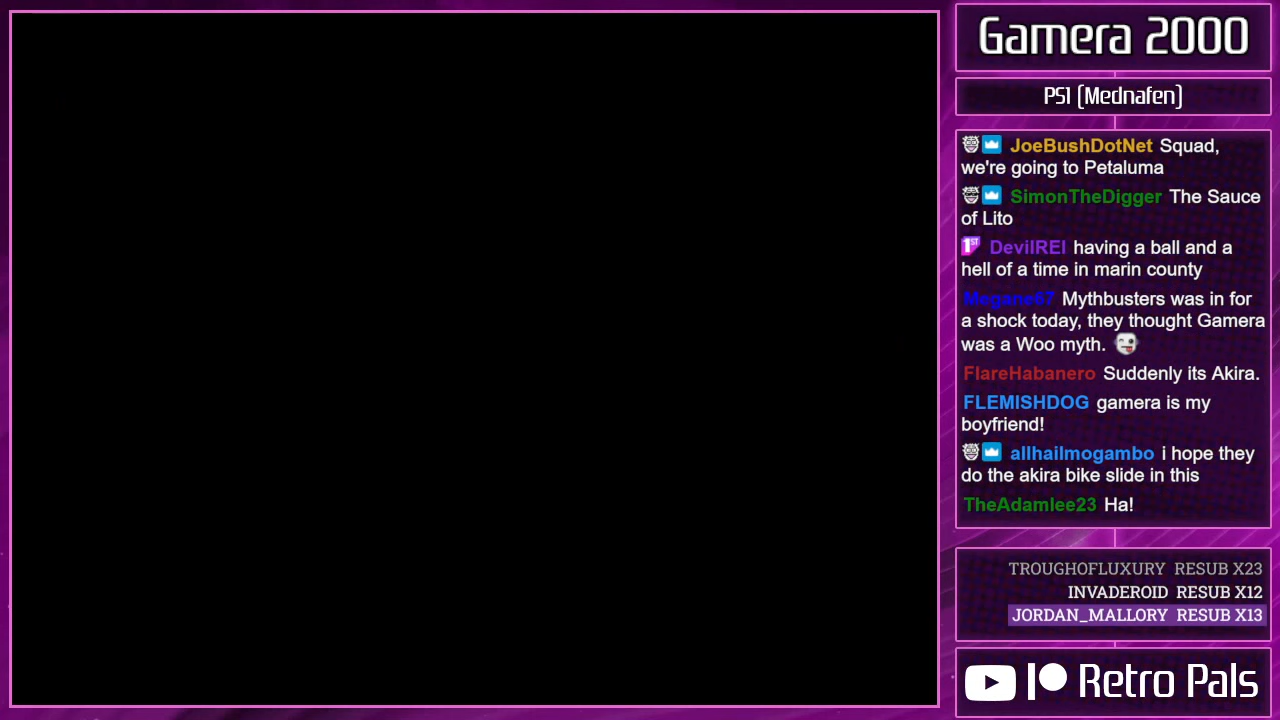 Gamera 2000
PS1 (Mednafen)
JoeBushDotNet Squad,
we're going to Petaluma
SimonTheDigger The Sauce
of Lito
1ST DevilREI having a ball and a
hell of a time in marin county
Megane67 Mythbusters was in for
a shock today, they thought Gamera
was a Woo myth.
FlareHabanero Suddenly its Akira.
FLEMISHDOG gamera is my
boyfriend!
allhailmogambo i hope they
do the akira bike slide in this
TheAdamlee23 Ha!
TROUGHOFLUXURY RESUB X23
INVADEROID RESUB X12
JORDAN_MALLORY RESUB X13
Retro Pals